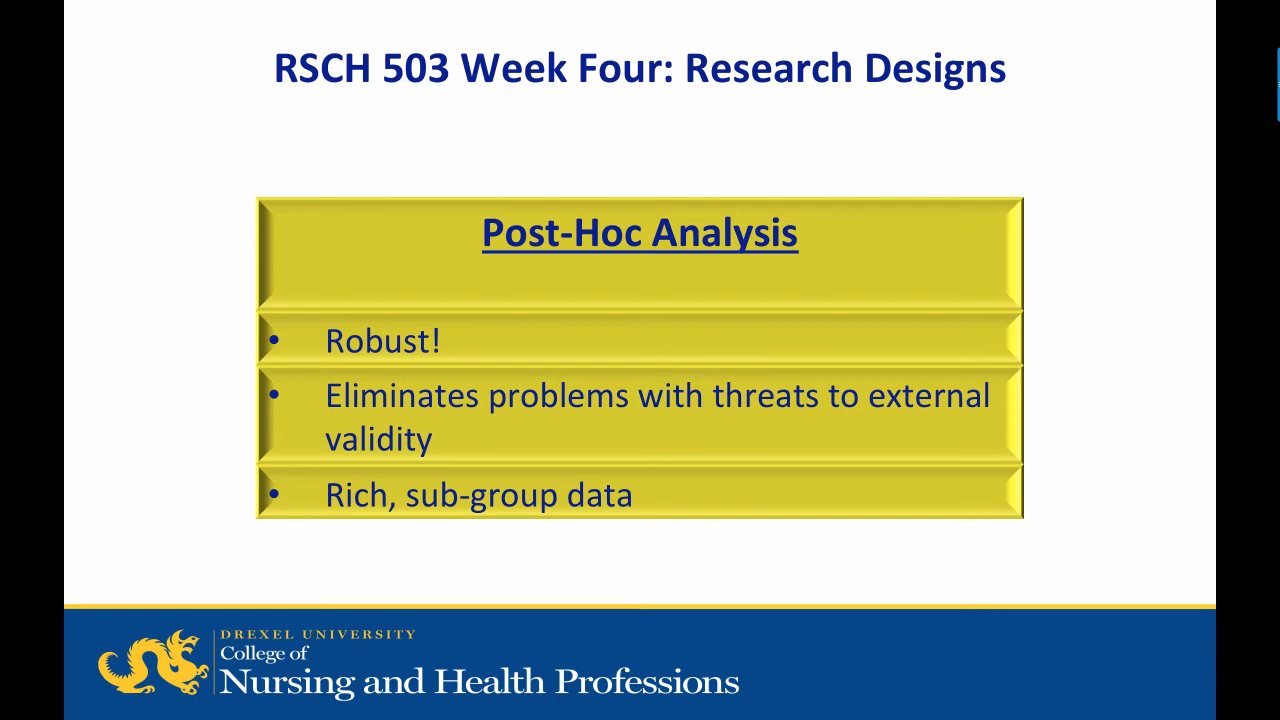 RSCH 503 Week Four: Research Designs
Post-Hoc Analysis
• Robust!
• Eliminates problems with threats to external
validity
• Rich, sub-group data
DREXEL UNIVERSITY
College of
Nursing and Health Professions